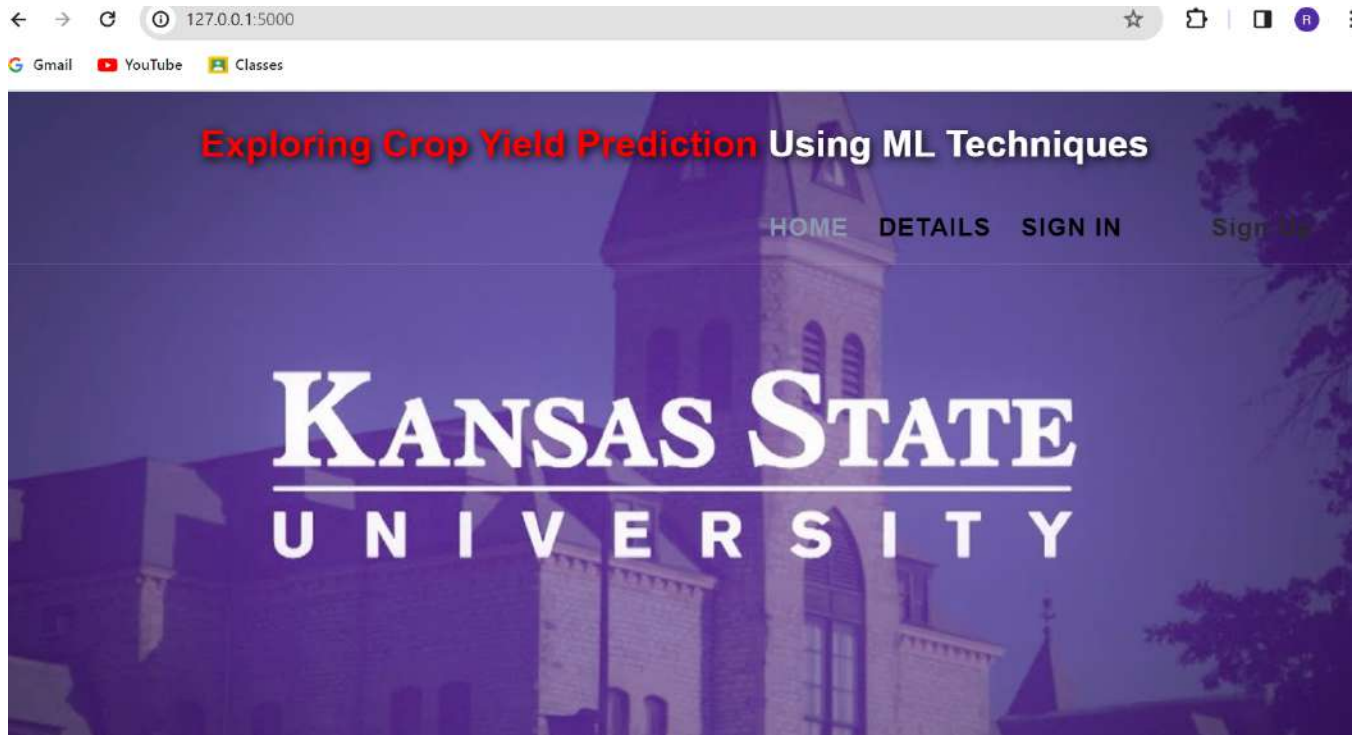 127.0.0.1:5000
R
Gmail YouTube Classes
Exploring Crop Yield Prediction Using ML Techniques
HOME DETAILS SIGN IN Sign Up
KANSAS STATE
UNIVERSITY